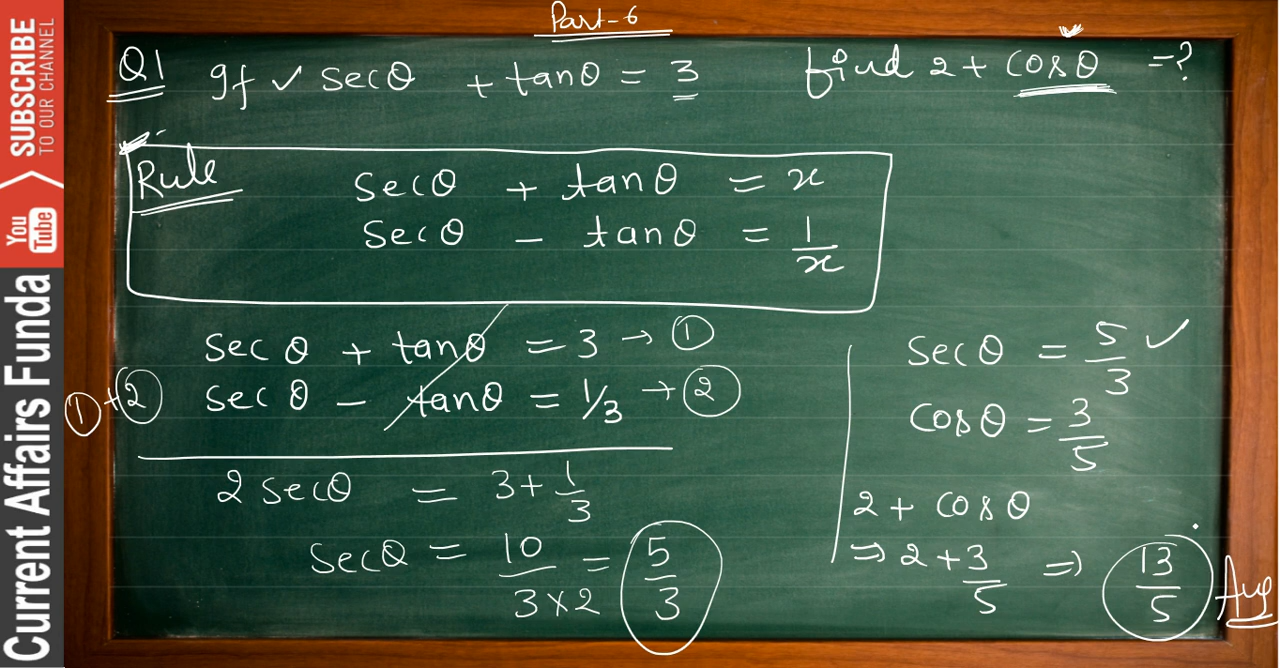 Part-6
Q1 If ✓ secθ + tanθ = 3 find 2 + cosθ = ?
Rule
secθ + tanθ = x
secθ - tanθ = 1/x
secθ + tanθ = 3 → ①
①+② secθ - tanθ = 1/3 → ②
2 secθ = 3 + 1/3
secθ = 10/3×2 = 5/3
secθ = 5/3 ✓
cosθ = 3/5
2 + cosθ
⇒ 2 + 3/5 ⇒ 13/5
SUBSCRIBE
TO OUR CHANNEL
You Tube
Current Affairs Funda